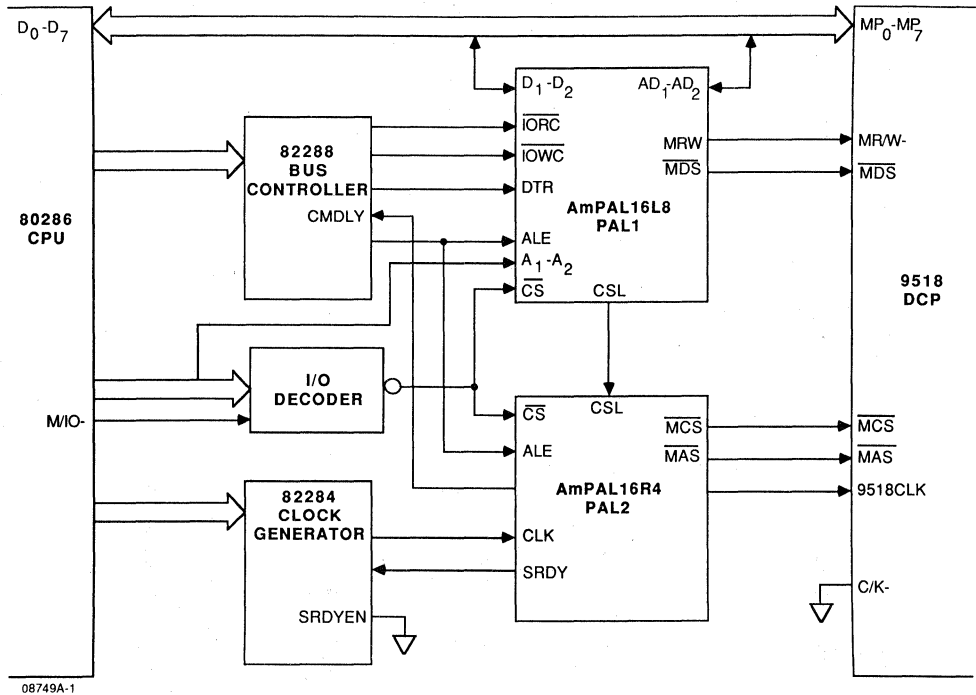 D0-D7
MP0-MP7
D1-D2
AD1-AD2
IORC
82288
BUS
CONTROLLER
MRW
MR/W-
IOWC
MDS
MDS
DTR
80286
CPU
CMDLY
AmPAL16L8
PAL1
ALE
A1-A2
CS
CSL
9518
DCP
I/O
DECODER
M/IO-
CS
CSL
MCS
MCS
ALE
MAS
MAS
82284
CLOCK
GENERATOR
AmPAL16R4
PAL2
9518CLK
CLK
SRDY
C/K-
SRDYEN
08749A-1